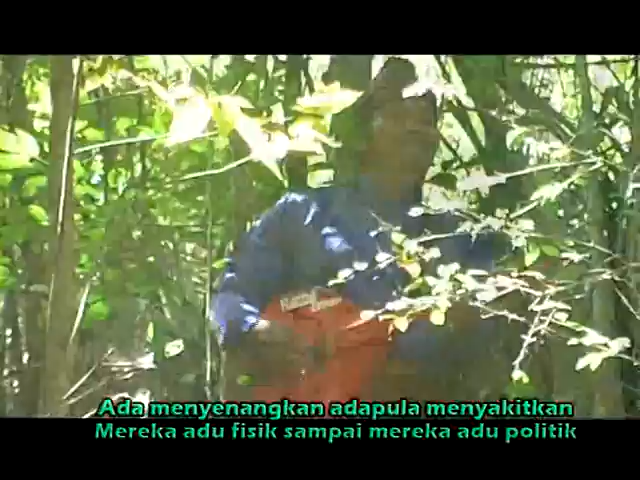 Ada menyenangkan adapula menyakitkan
Mereka adu fisik sampai mereka adu politik